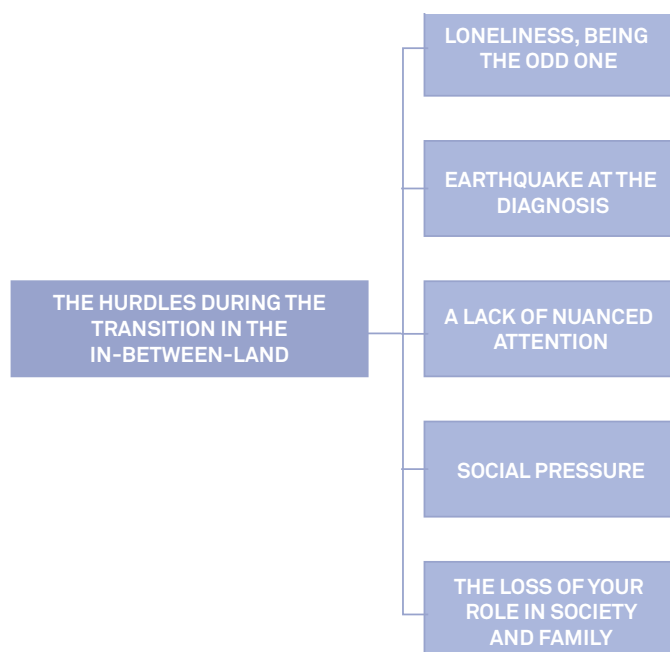 LONELINESS, BEING
THE ODD ONE
EARTHQUAKE AT THE
DIAGNOSIS
THE HURDLES DURING THE
TRANSITION IN THE
IN-BETWEEN-LAND
A LACK OF NUANCED
ATTENTION
SOCIAL PRESSURE
THE LOSS OF YOUR
ROLE IN SOCIETY
AND FAMILY